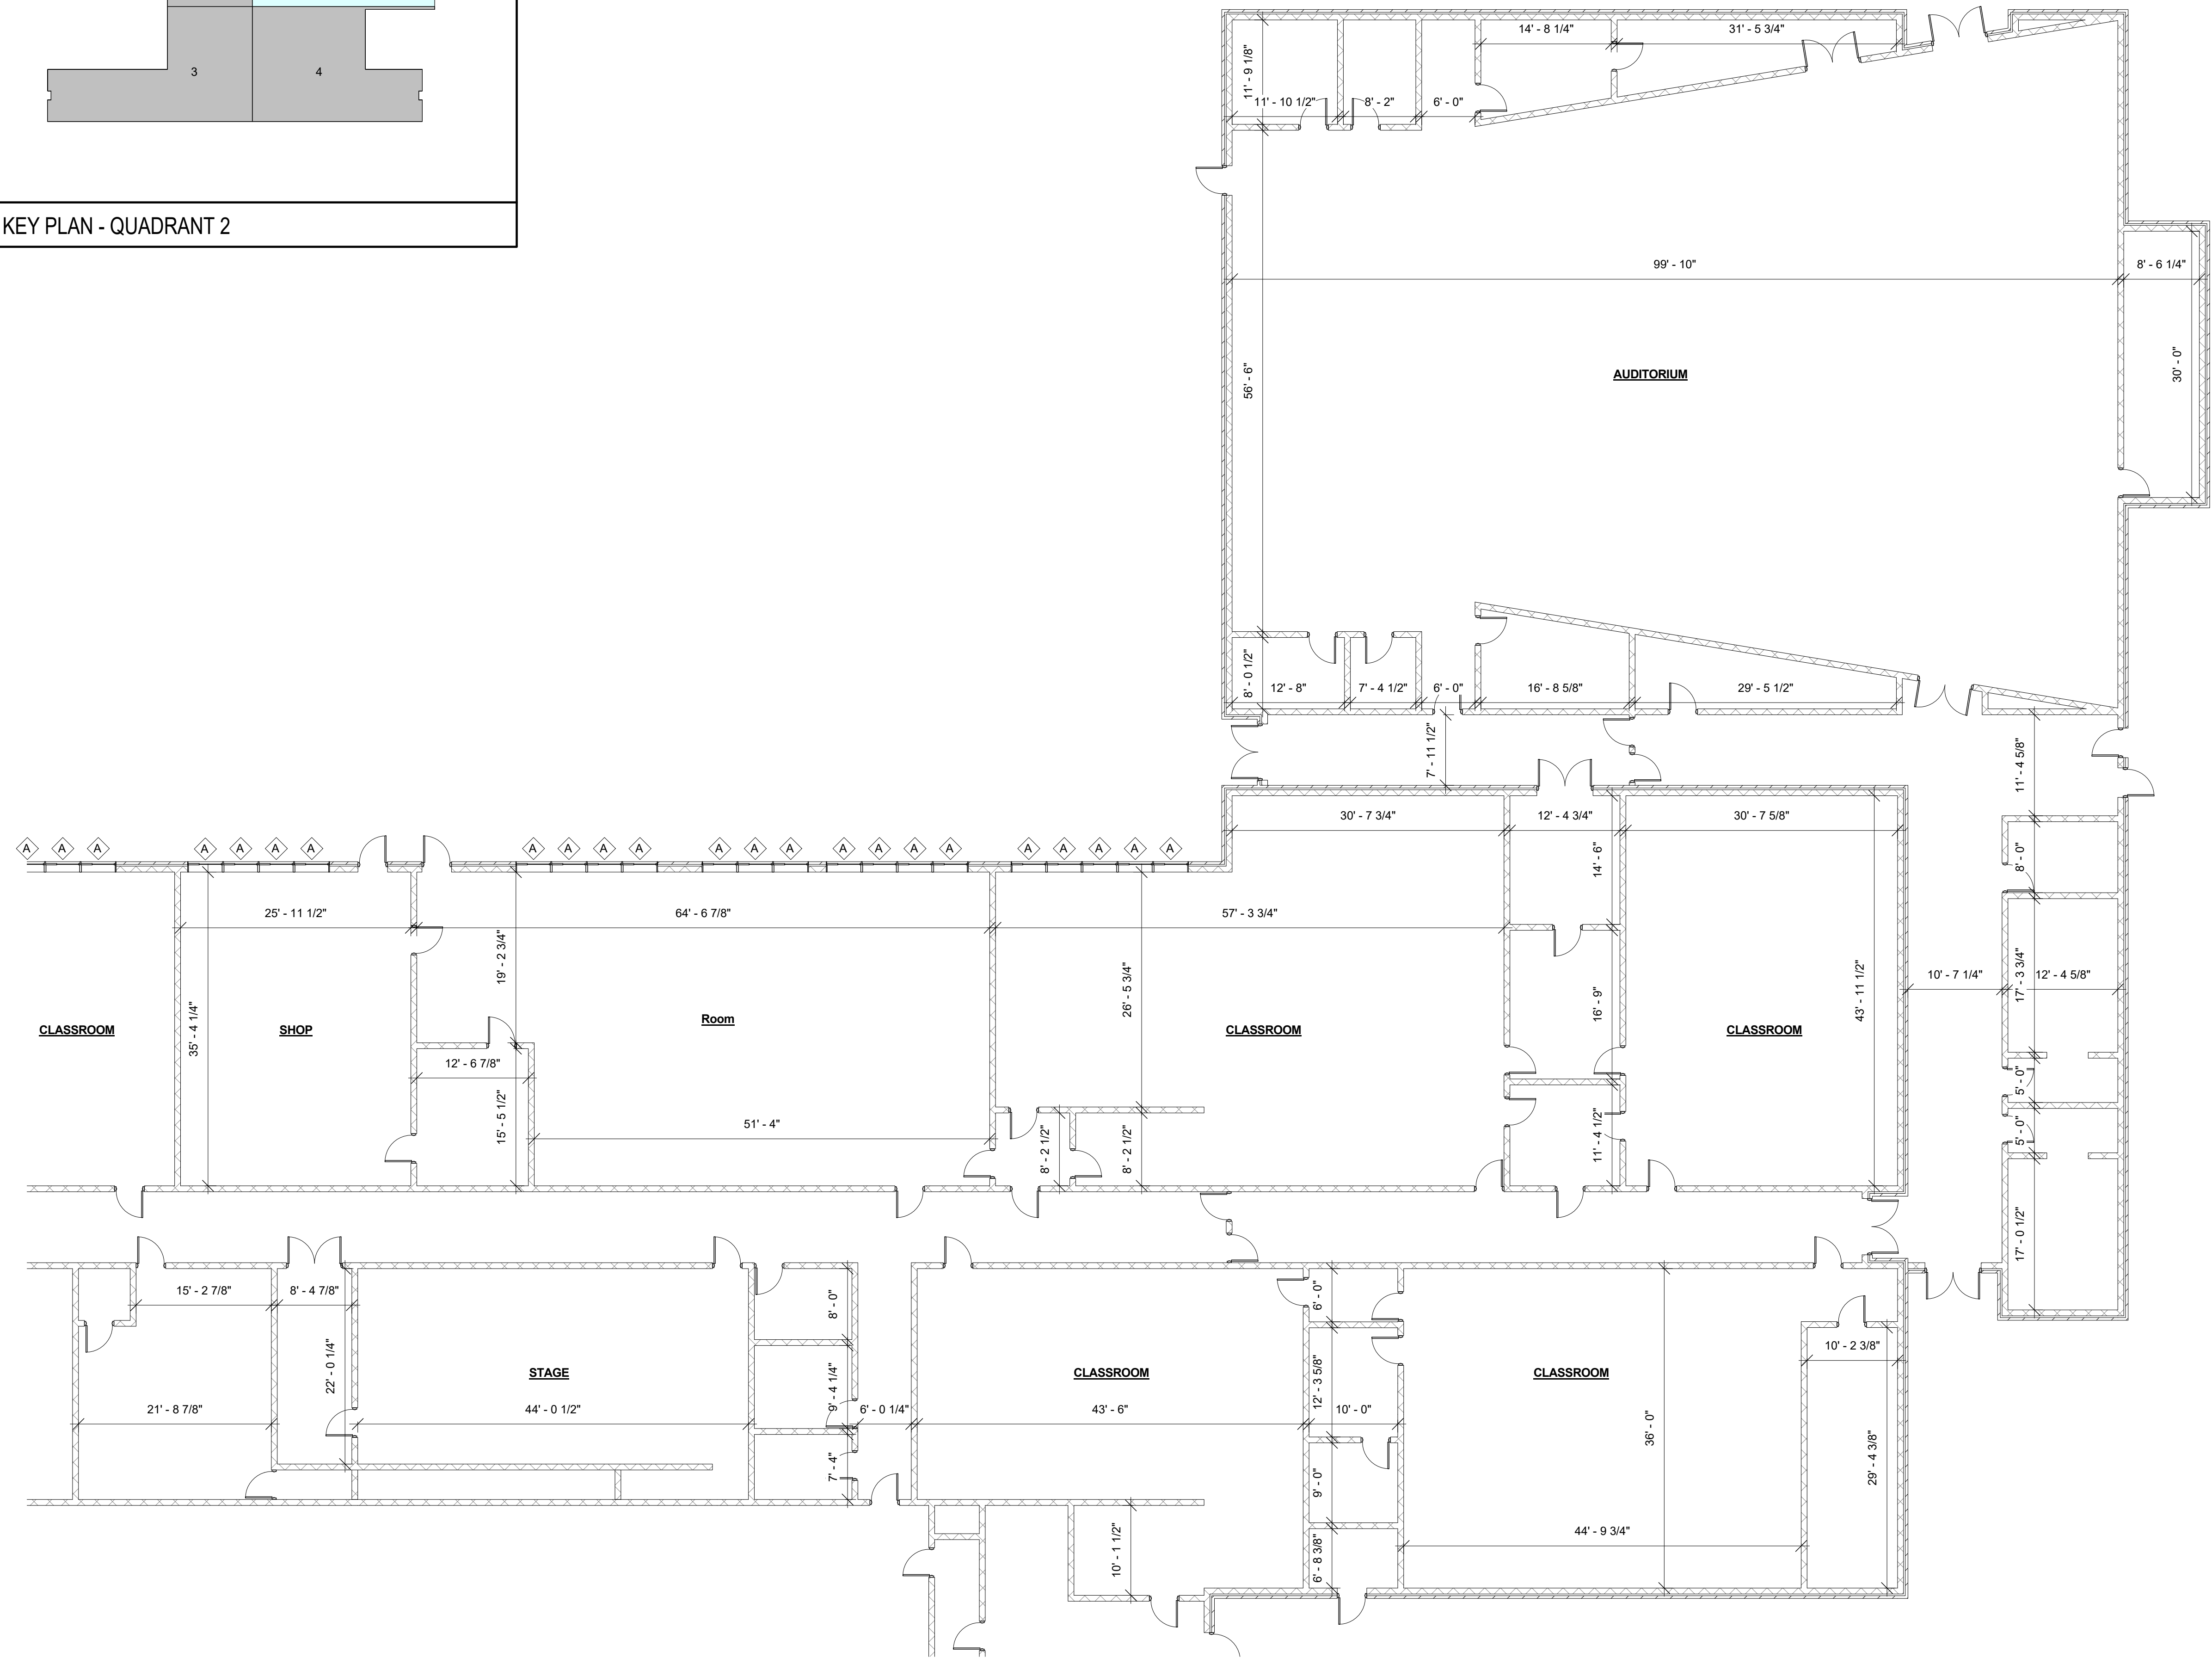 3
4
KEY PLAN - QUADRANT 2
14' - 8 1/4"
31' - 5 3/4"
11' - 9 1/8"
11' - 10 1/2"
8' - 2"
6' - 0"
99' - 10"
8' - 6 1/4"
56' - 6"
AUDITORIUM
30' - 0"
8' - 0 1/2"
12' - 8"
7' - 4 1/2"
6' - 0"
16' - 8 5/8"
29' - 5 1/2"
7' - 11 1/2"
11' - 4 5/8"
30' - 7 3/4"
12' - 4 3/4"
30' - 7 5/8"
A A A A A A A A A A A A A A A A A A A A A A A
14' - 6"
8' - 0"
25' - 11 1/2"
64' - 6 7/8"
57' - 3 3/4"
19' - 2 3/4"
26' - 5 3/4"
43' - 11 1/2"
10' - 7 1/4"
17' - 3 3/4"
12' - 4 5/8"
35' - 4 1/4"
16' - 9"
CLASSROOM
SHOP
Room
CLASSROOM
CLASSROOM
12' - 6 7/8"
15' - 5 1/2"
51' - 4"
8' - 2 1/2"
8' - 2 1/2"
11' - 4 1/2"
5' - 0"
5' - 0"
17' - 0 1/2"
15' - 2 7/8"
8' - 4 7/8"
8' - 0"
6' - 0"
22' - 0 1/4"
STAGE
9' - 4 1/4"
CLASSROOM
12' - 3 5/8"
CLASSROOM
10' - 2 3/8"
21' - 8 7/8"
44' - 0 1/2"
6' - 0 1/4"
43' - 6"
10' - 0"
36' - 0"
29' - 4 3/8"
7' - 4"
9' - 0"
44' - 9 3/4"
10' - 1 1/2"
6' - 8 3/8"